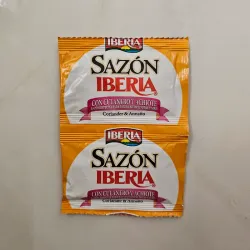 IBERIA
SAZÓN
IBERIA
CON CULANTRO Y ACHIOTE
Coriander & Annatto
IBERIA
SAZÓN
IBERIA
CON CULANTRO Y ACHIOTE
Coriander & Annatto